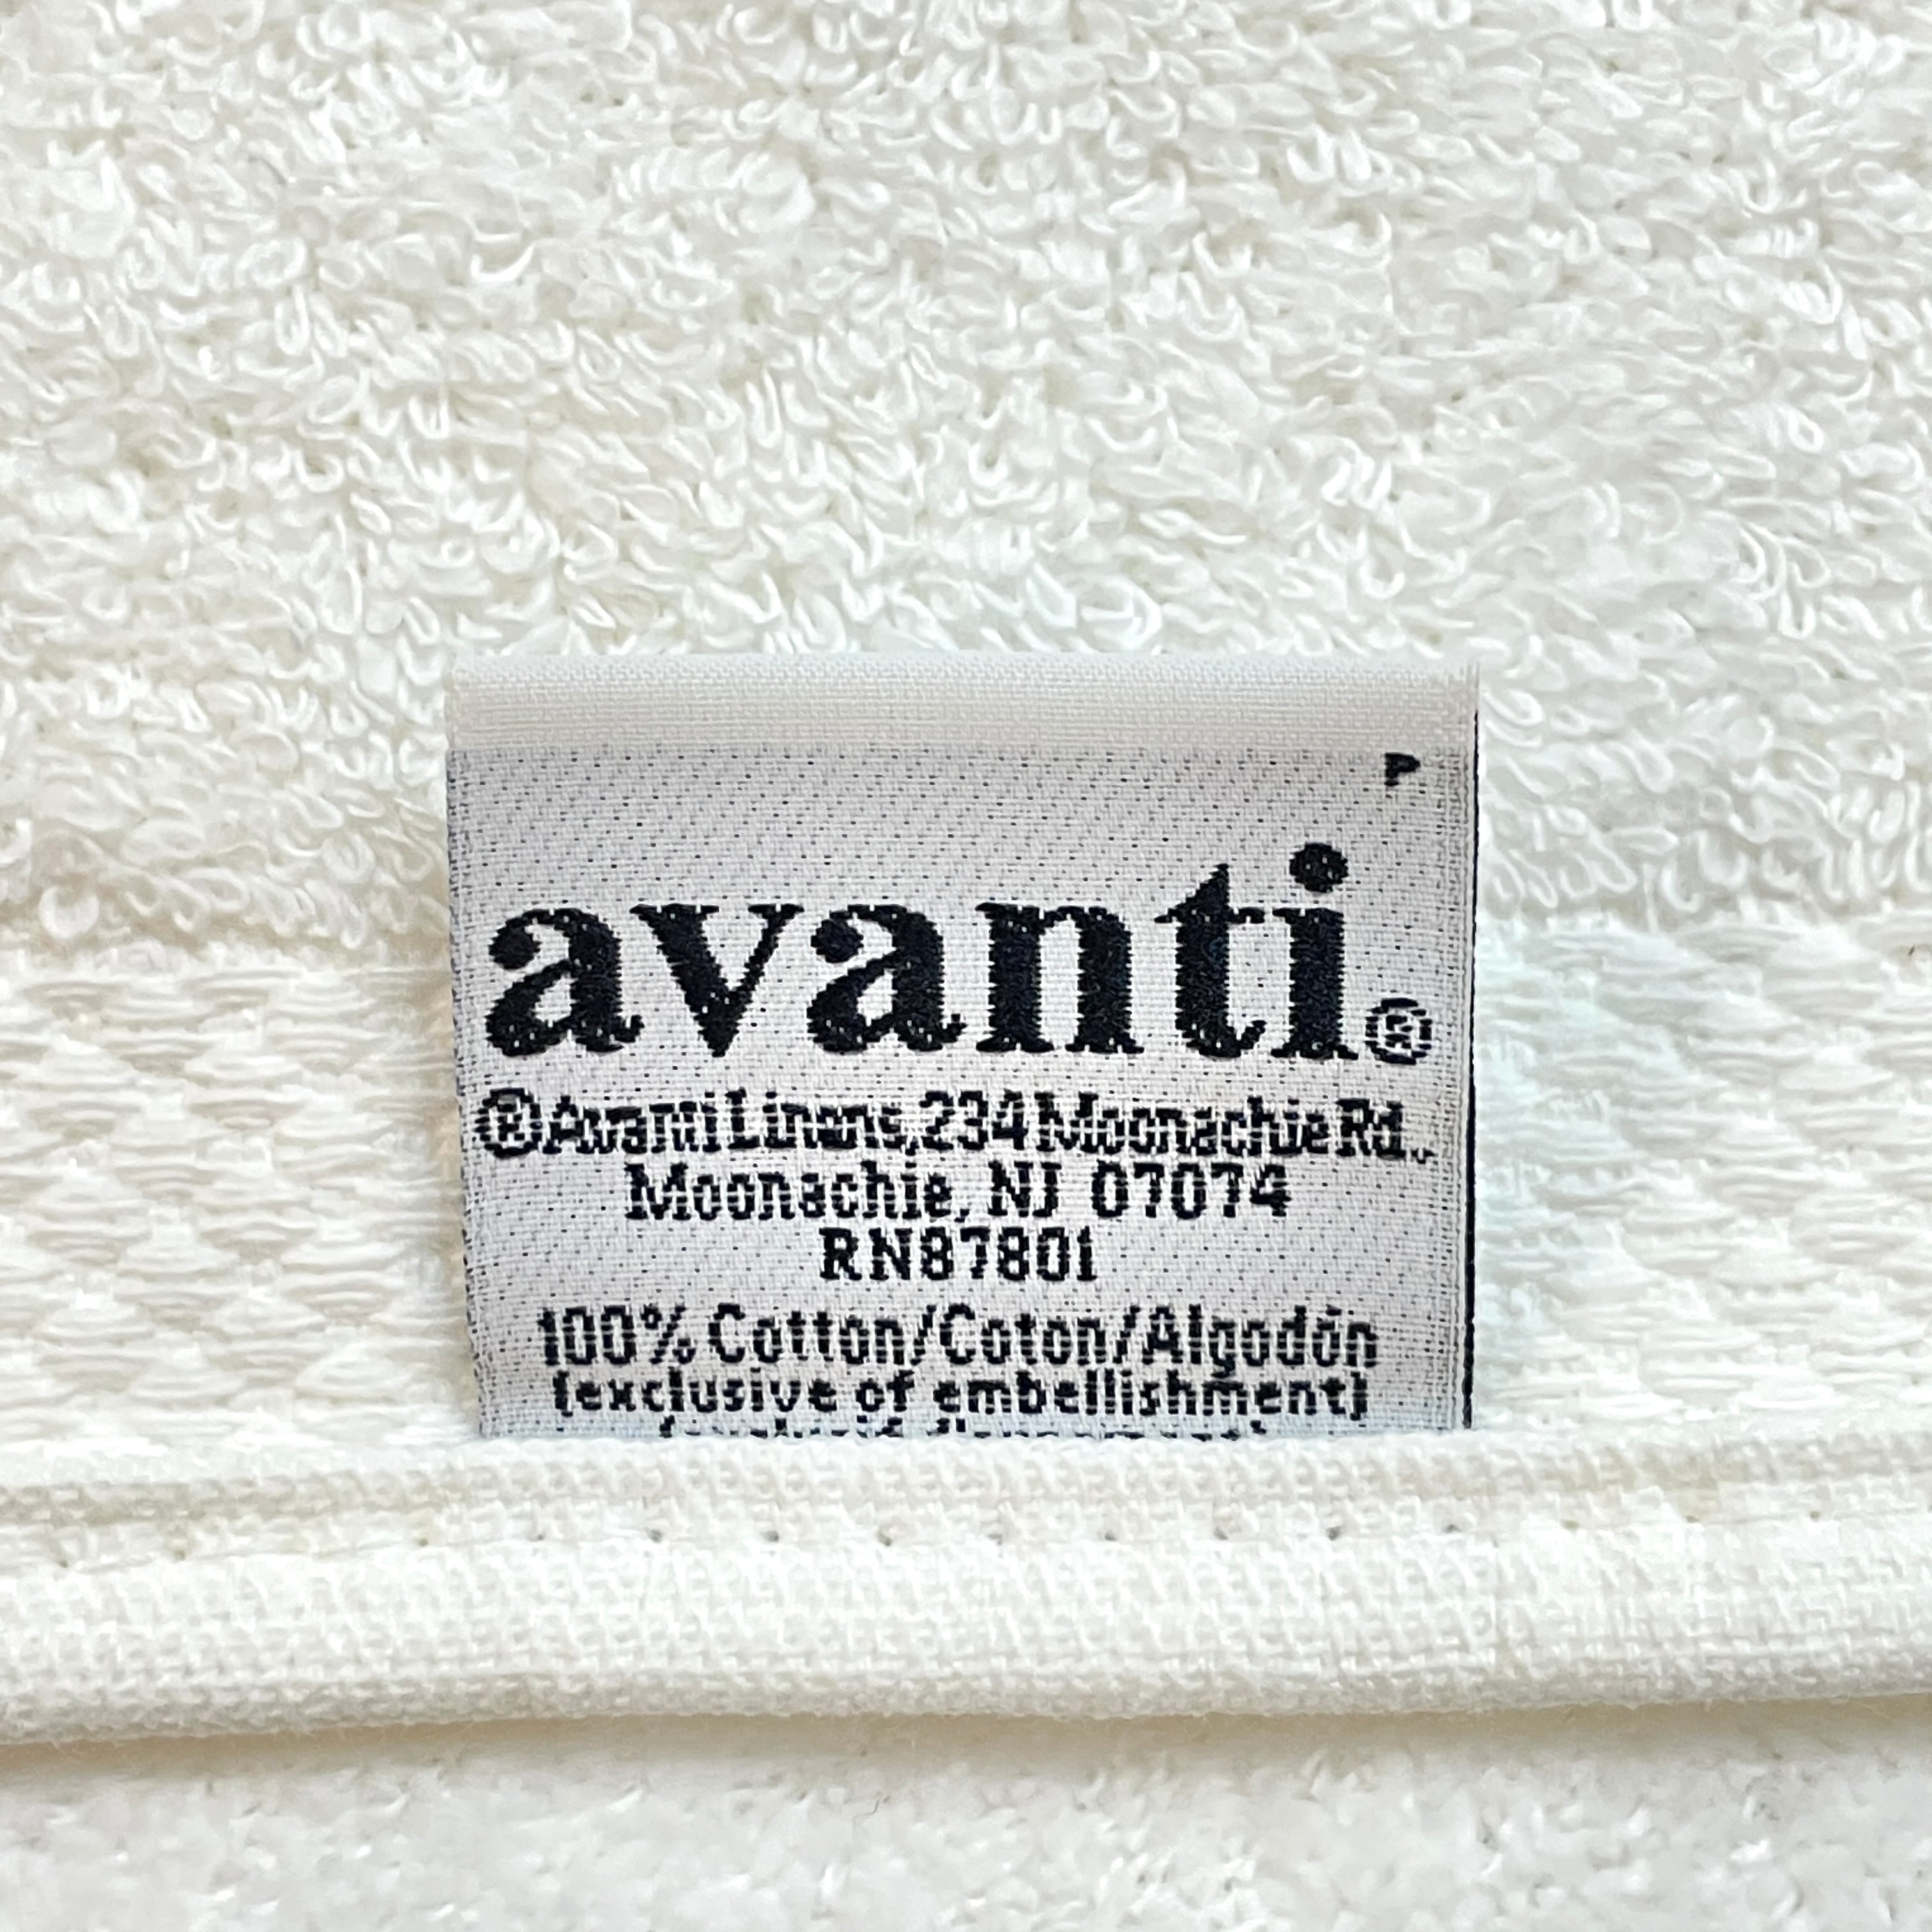 P
avanti®
®Avanti Linens, 234 Moonachie Rd.,
Moonachie, NJ 07074
RN87801
100% Cotton/Coton/Algodón
(exclusive of embellishment)